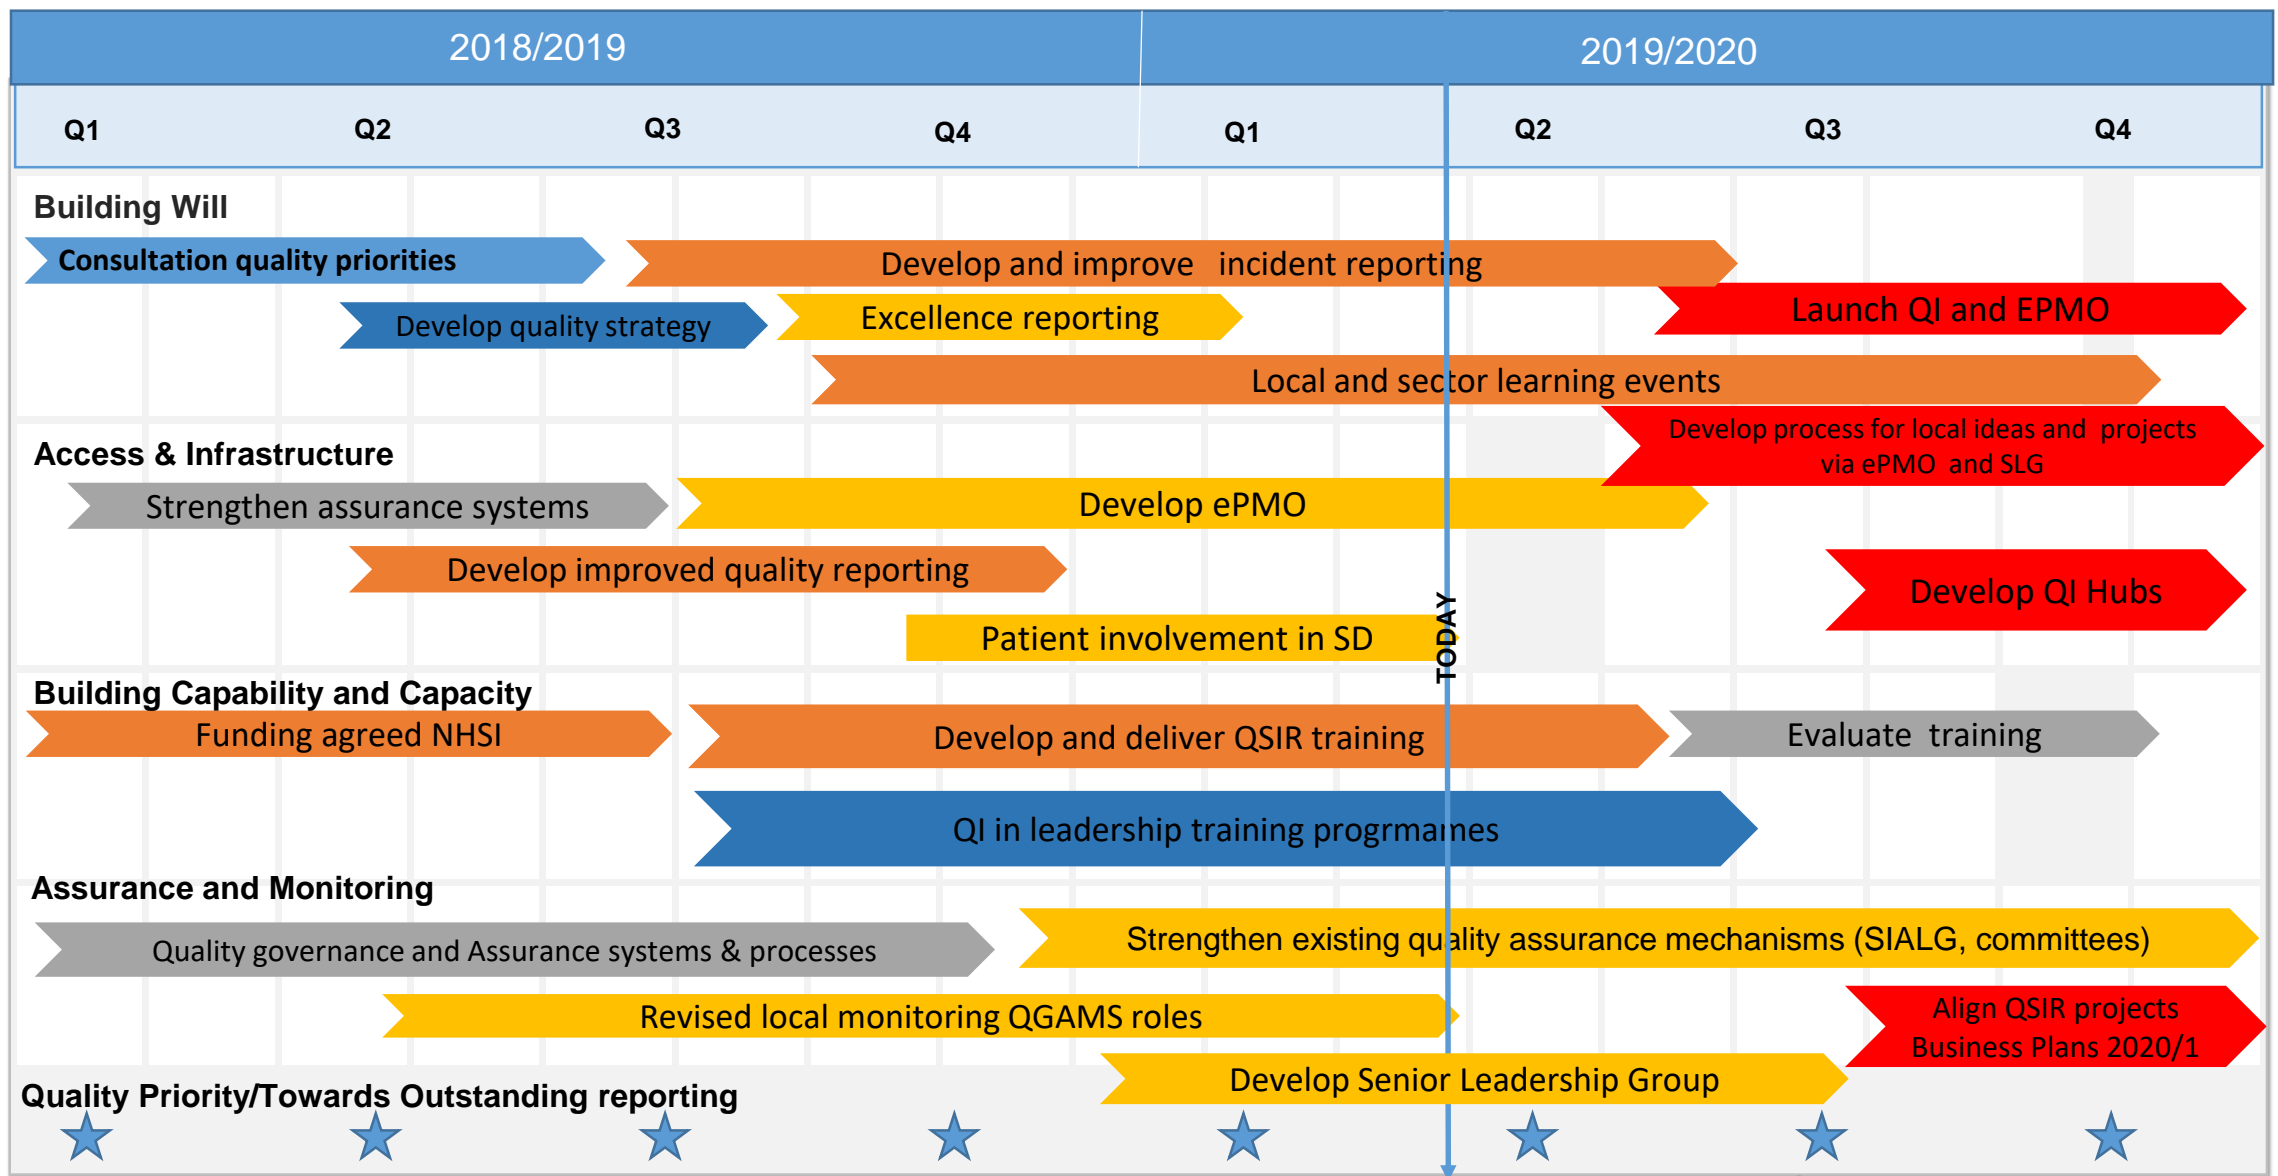 2018/2019
2019/2020
Q1 Q2 Q3 Q4 Q1 Q2 Q3 Q4
Building Will
Consultation quality priorities
Develop and improve incident reporting
Develop quality strategy
Excellence reporting
Launch QI and EPMO
Local and sector learning events
Access & Infrastructure
Develop process for local ideas and projects
via ePMO and SLG
Strengthen assurance systems
Develop ePMO
Develop improved quality reporting
Develop QI Hubs
Patient involvement in SD
TODAY
Building Capability and Capacity
Funding agreed NHSI
Develop and deliver QSIR training
Evaluate training
QI in leadership training progrmames
Assurance and Monitoring
Quality governance and Assurance systems & processes
Strengthen existing quality assurance mechanisms (SIALG, committees)
Revised local monitoring QGAMS roles
Align QSIR projects
Business Plans 2020/1
Develop Senior Leadership Group
Quality Priority/Towards Outstanding reporting